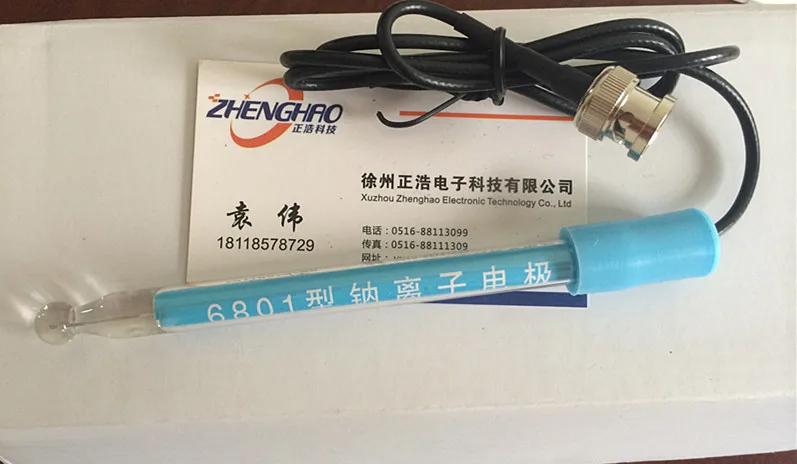 ZHENGHAO
正浩科技
徐州正浩电子科技有限公司
Xuzhou Zhenghao Electronic Technology Co., Ltd
袁 伟
18118578729
电话：0516-88113099
传真：0516-88111309
网址：
6801型钠离子电极